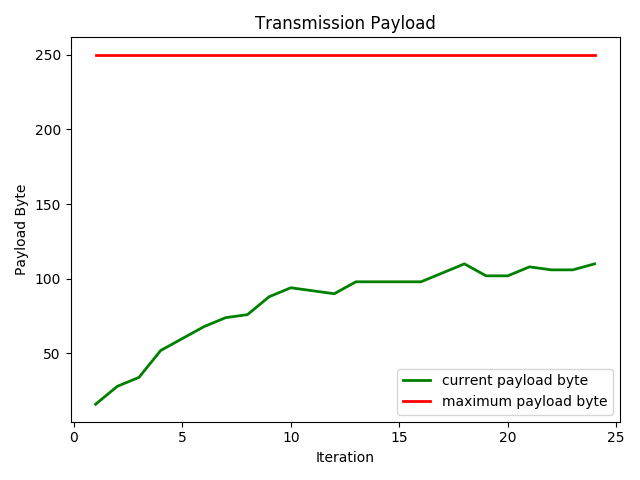 Transmission Payload
250
200
150
100
50
Payload Byte
0
5
10
15
20
25
Iteration
current payload byte
maximum payload byte